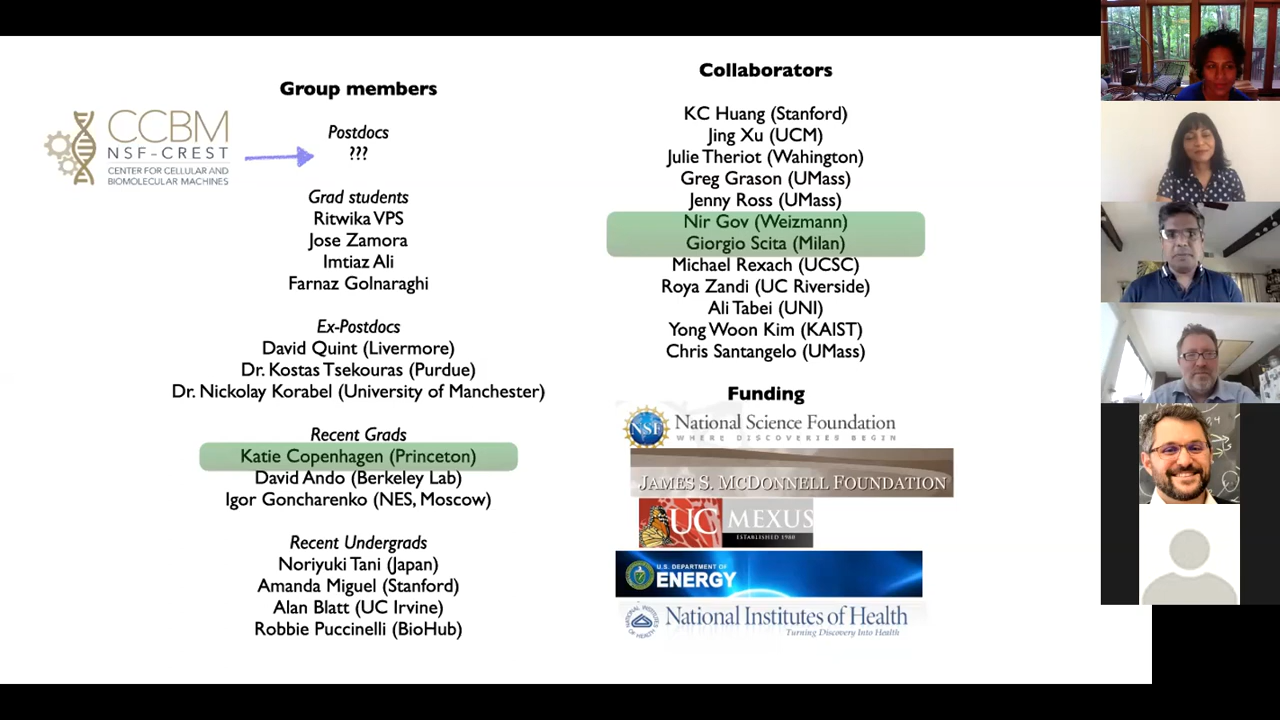 CCBM
NSF-CREST
CENTER FOR CELLULAR AND
BIOMOLECULAR MACHINES
Group members
Postdocs
???
Grad students
Ritwika VPS
Jose Zamora
Imtiaz Ali
Farnaz Golnaraghi
Ex-Postdocs
David Quint (Livermore)
Dr. Kostas Tsekouras (Purdue)
Dr. Nickolay Korabel (University of Manchester)
Recent Grads
Katie Copenhagen (Princeton)
David Ando (Berkeley Lab)
Igor Goncharenko (NES, Moscow)
Recent Undergrads
Noriyuki Tani (Japan)
Amanda Miguel (Stanford)
Alan Blatt (UC Irvine)
Robbie Puccinelli (BioHub)
Collaborators
KC Huang (Stanford)
Jing Xu (UCM)
Julie Theriot (Wahington)
Greg Grason (UMass)
Jenny Ross (UMass)
Nir Gov (Weizmann)
Giorgio Scita (Milan)
Michael Rexach (UCSC)
Roya Zandi (UC Riverside)
Ali Tabei (UNI)
Yong Woon Kim (KAIST)
Chris Santangelo (UMass)
Funding
NSF
National Science Foundation
WHERE DISCOVERIES BEGIN
JAMES S. MCDONNELL FOUNDATION
UC MEXUS
ESTABLISHED 1980
U.S. DEPARTMENT OF
ENERGY
National Institutes of Health
Turning Discovery Into Health